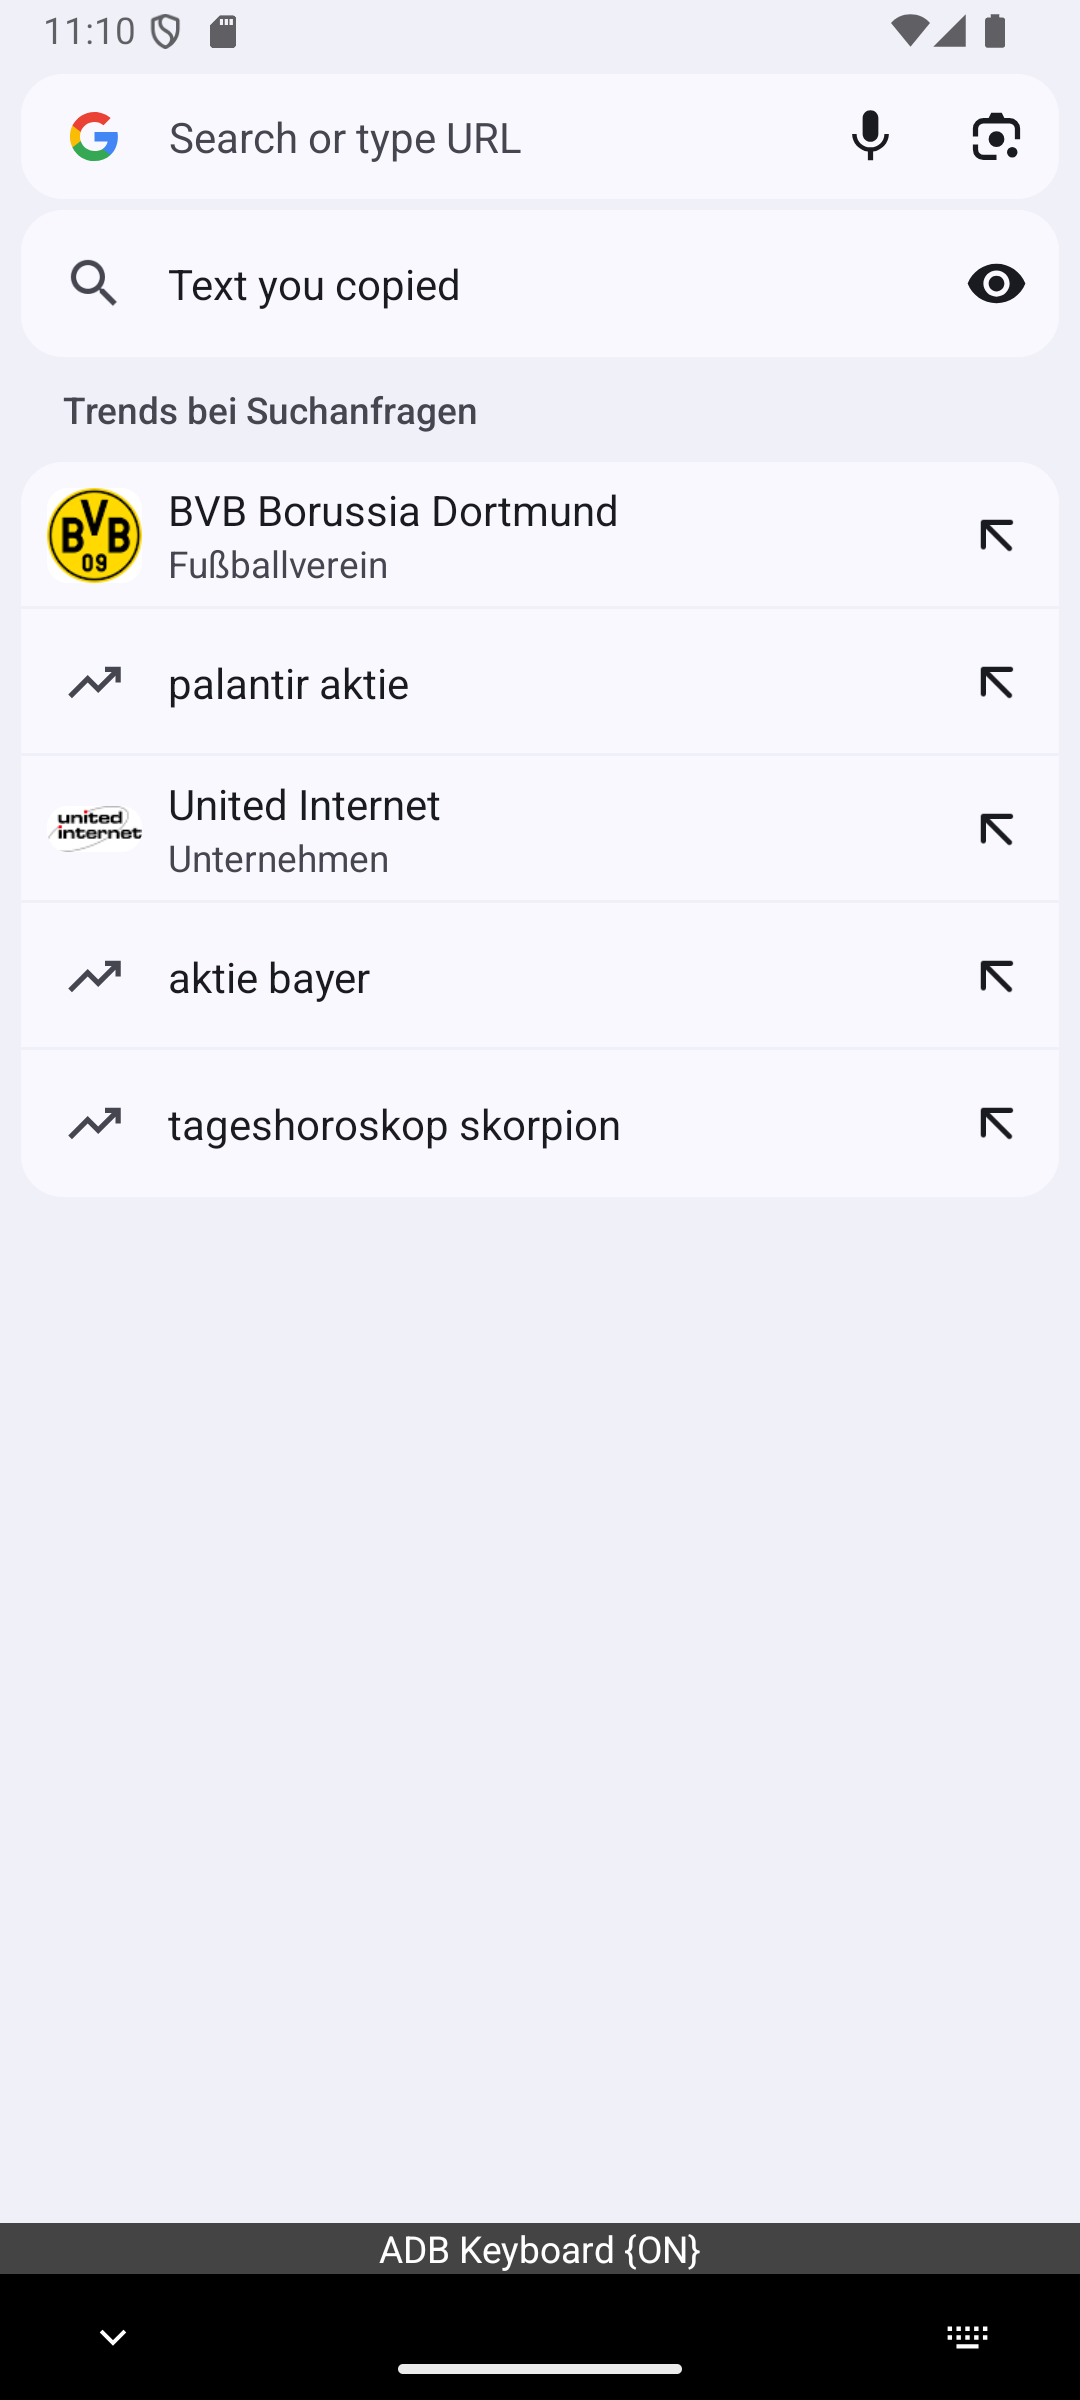 11:10
Search or type URL
Text you copied
Trends bei Suchanfragen
BVB 09
BVB Borussia Dortmund
Fußballverein
palantir aktie
united
internet
United Internet
Unternehmen
aktie bayer
tageshoroskop skorpion
ADB Keyboard {ON}